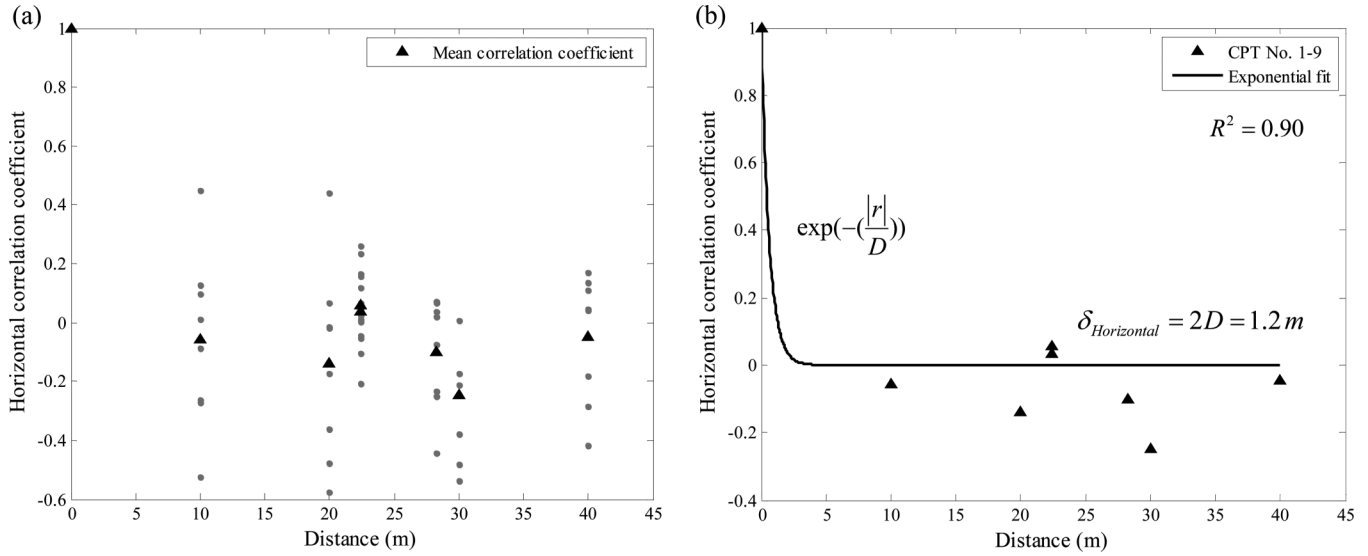 (a)
Mean correlation coefficient
Horizontal correlation coefficient
1
0.8
0.6
0.4
0.2
0
-0.2
-0.4
-0.6
0 5 10 15 20 25 30 35 40 45
Distance (m)
(b)
CPT No. 1-9
Exponential fit
R² = 0.90
exp(−(|r|/D))
δHorizontal = 2D = 1.2 m
Horizontal correlation coefficient
1
0.8
0.6
0.4
0.2
0
-0.2
-0.4
0 5 10 15 20 25 30 35 40 45
Distance (m)